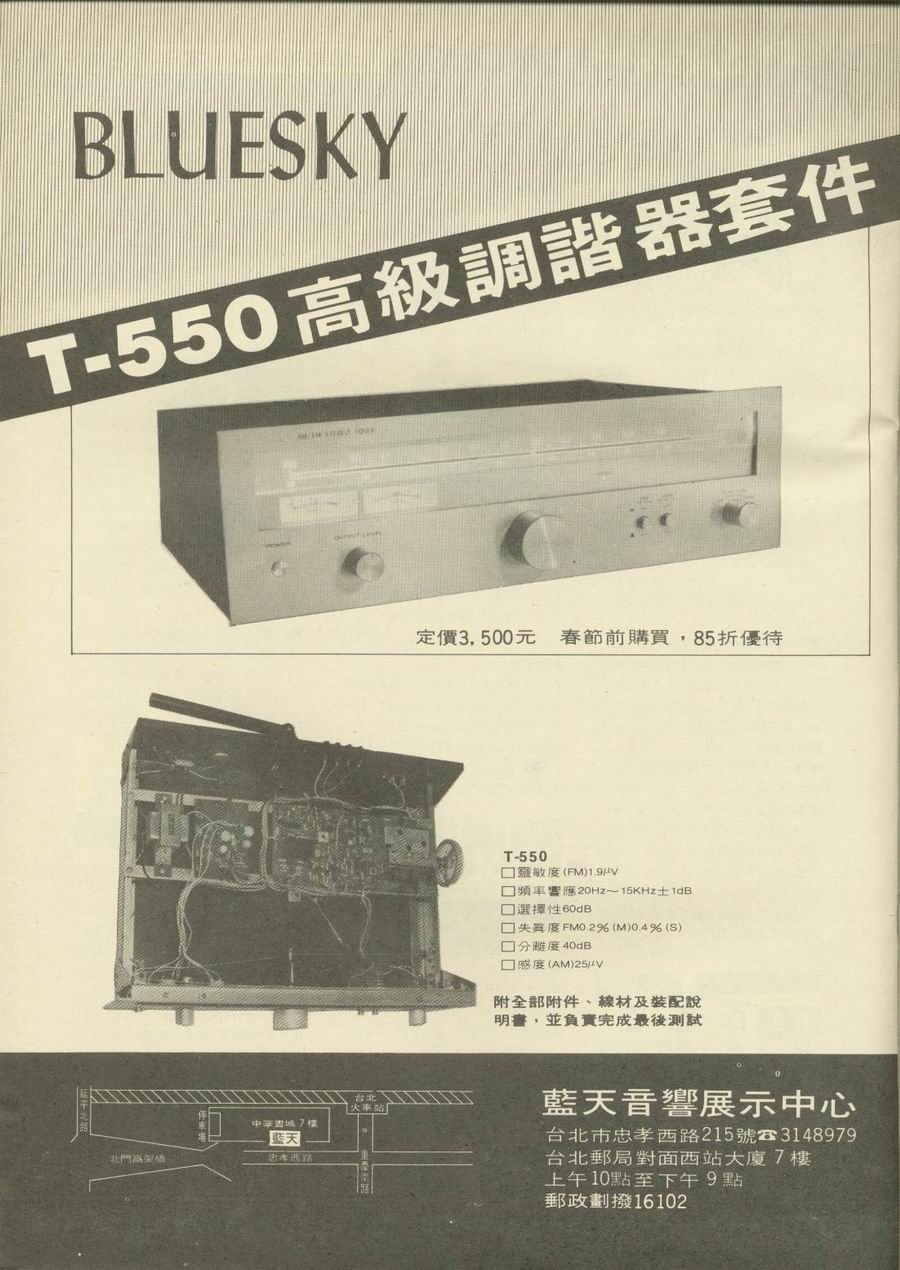 BLUESKY
T-550高級調諧器套件
AM/FM STEREO TUNER
POWER
OUTPUT LEVEL
定價3,500元 春節前購買，85折優待
T-550
□靈敏度(FM)1.9μV
□頻率響應20Hz～15KHz±1dB
□選擇性60dB
□失眞度FM0.2%(M)0.4%(S)
□分離度40dB
□感度(AM)25μV
附全部附件、線材及裝配說
明書，並負責完成最後測試
延平北路
停車場
中華書城7樓
藍天
台北
火車站
北門高架橋
忠孝西路
重慶南路
藍天音響展示中心
台北市忠孝西路215號☎3148979
台北郵局對面西站大廈7樓
上午10點至下午9點
郵政劃撥16102